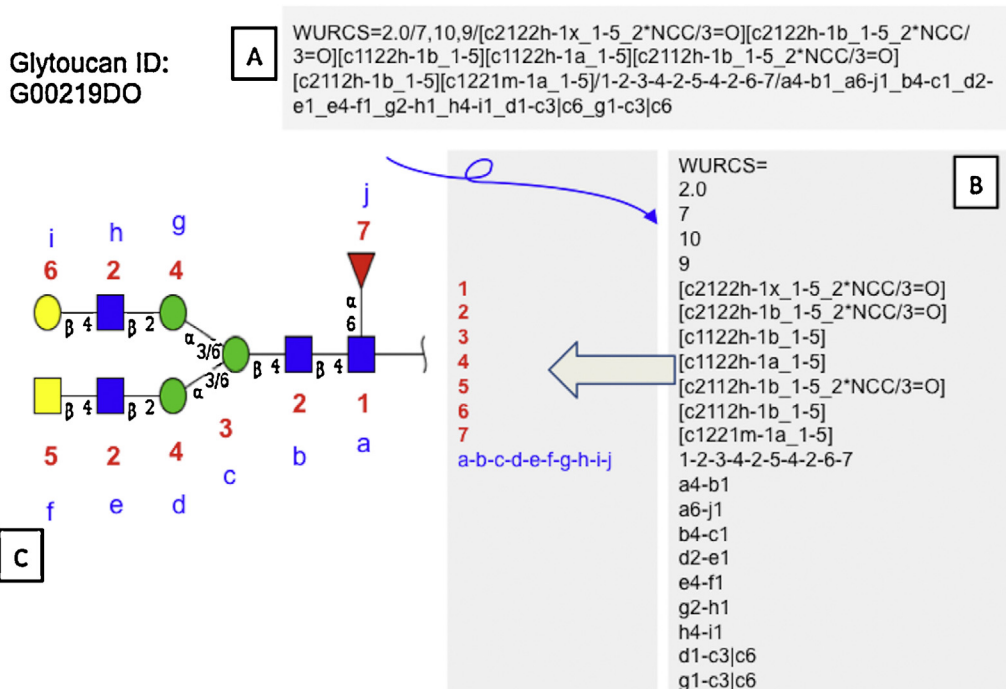 Glytoucan ID:
G00219DO
A
WURCS=2.0/7,10,9/[c2122h-1x_1-5_2*NCC/3=O][c2122h-1b_1-5_2*NCC/
3=O][c1122h-1b_1-5][c1122h-1a_1-5][c2112h-1b_1-5_2*NCC/3=O]
[c2112h-1b_1-5][c1221m-1a_1-5]/1-2-3-4-2-5-4-2-6-7/a4-b1_a6-j1_b4-c1_d2-
e1_e4-f1_g2-h1_h4-i1_d1-c3|c6_g1-c3|c6
B
WURCS=
2.0
7
10
9
1 [c2122h-1x_1-5_2*NCC/3=O]
2 [c2122h-1b_1-5_2*NCC/3=O]
3 [c1122h-1b_1-5]
4 [c1122h-1a_1-5]
5 [c2112h-1b_1-5_2*NCC/3=O]
6 [c2112h-1b_1-5]
7 [c1221m-1a_1-5]
a-b-c-d-e-f-g-h-i-j 1-2-3-4-2-5-4-2-6-7
a4-b1
a6-j1
b4-c1
d2-e1
e4-f1
g2-h1
h4-i1
d1-c3|c6
g1-c3|c6
j
7
i h g
6 2 4
α
6
β 4 β 2 α 3/6
β 4 β 4
3/6
β 4 β 2 α
5 2 4 3 2 1
f e d c b a
C